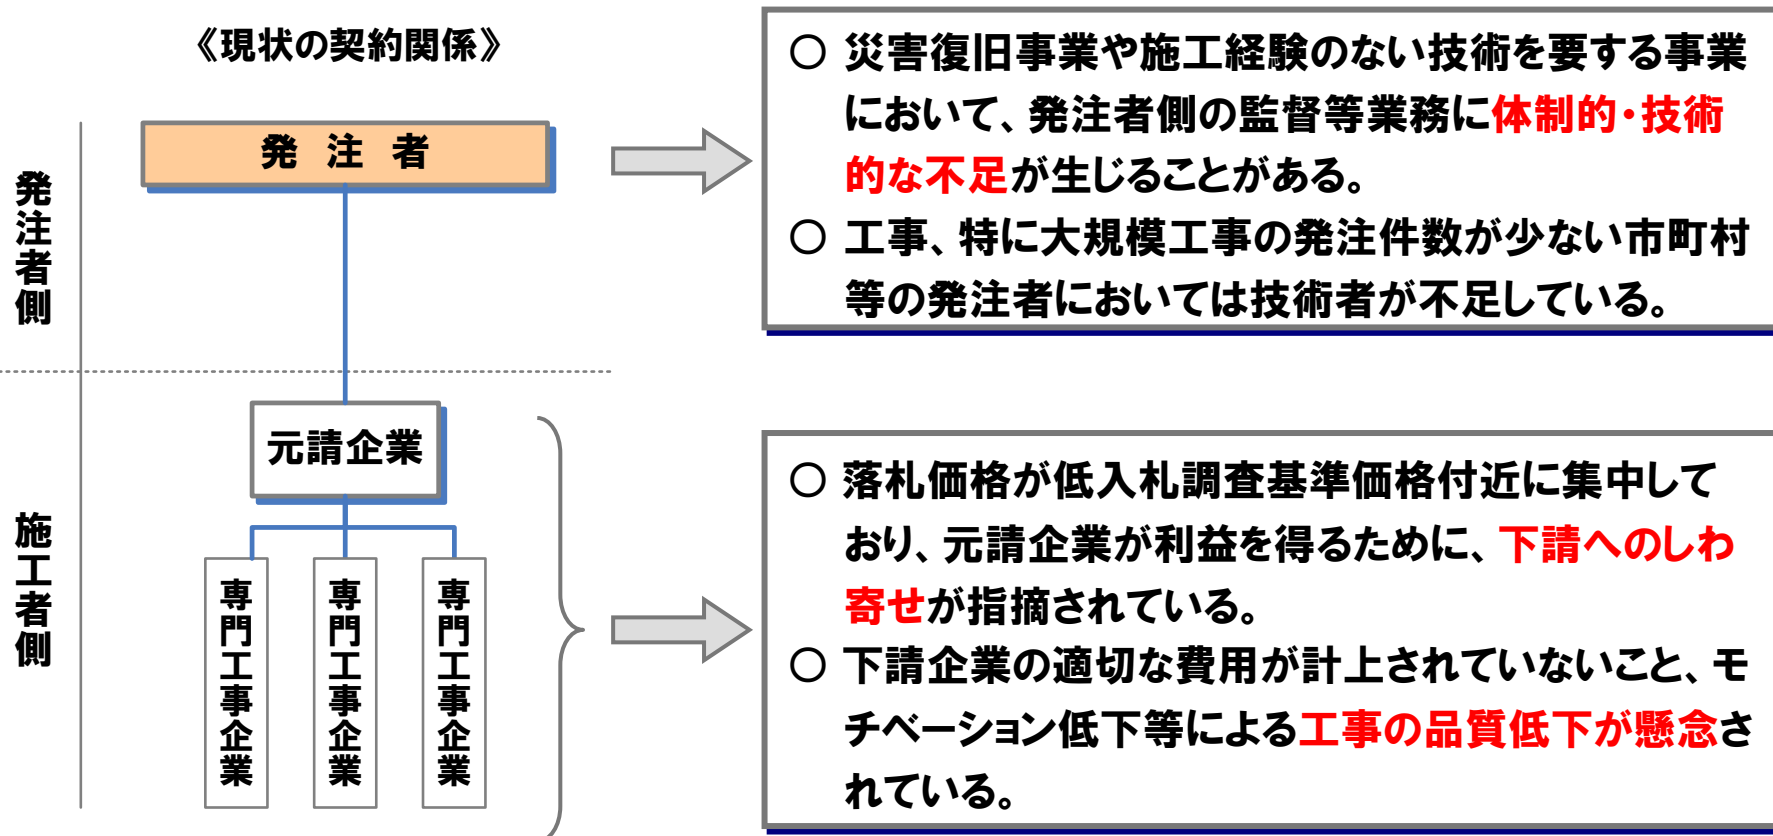 《現状の契約関係》
発注者側
発 注 者
○ 災害復旧事業や施工経験のない技術を要する事業
において、発注者側の監督等業務に体制的・技術
的な不足が生じることがある。
○ 工事、特に大規模工事の発注件数が少ない市町村
等の発注者においては技術者が不足している。
施工者側
元請企業
専門工事企業
専門工事企業
専門工事企業
○ 落札価格が低入札調査基準価格付近に集中して
おり、元請企業が利益を得るために、下請へのしわ
寄せが指摘されている。
○ 下請企業の適切な費用が計上されていないこと、モ
チベーション低下等による工事の品質低下が懸念さ
れている。